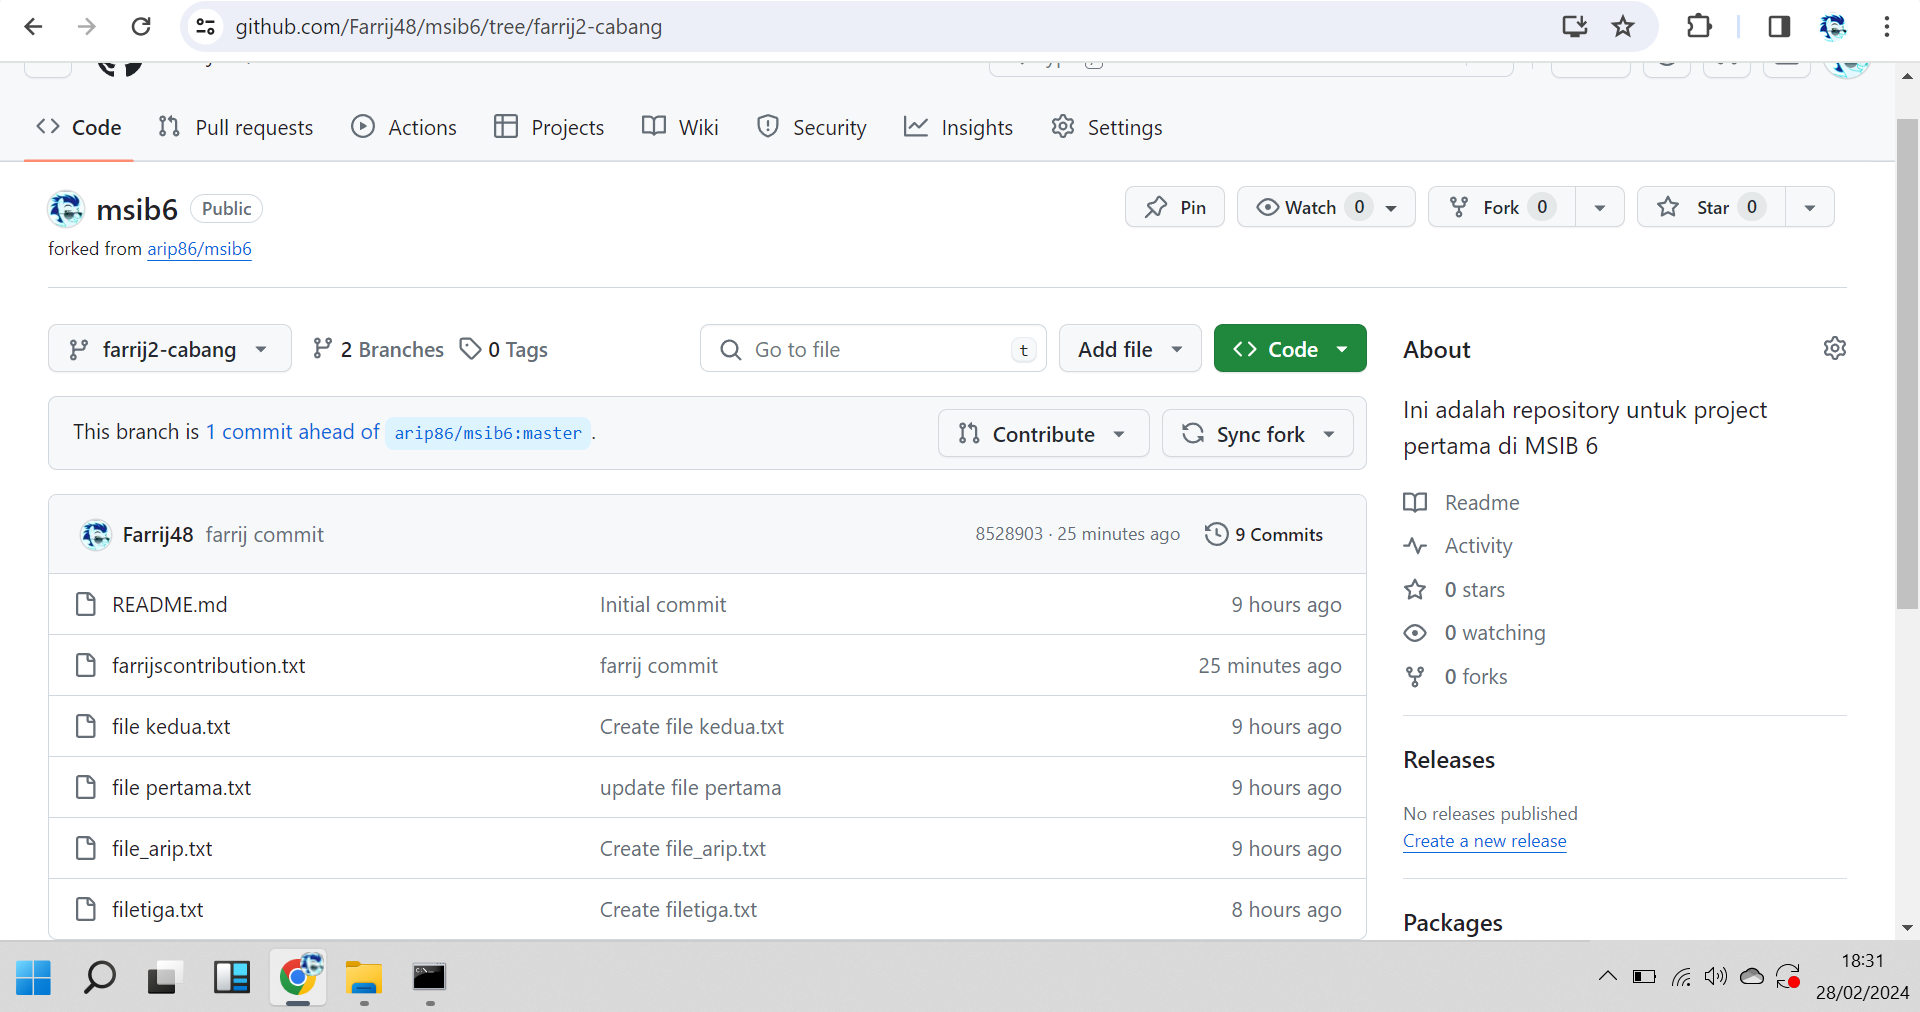 github.com/Farrij48/msib6/tree/farrij2-cabang
Code Pull requests Actions Projects Wiki Security Insights Settings
msib6 Public
Pin Watch 0 Fork 0 Star 0
forked from arip86/msib6
farrij2-cabang 2 Branches 0 Tags Go to file t Add file Code
This branch is 1 commit ahead of arip86/msib6:master .
Contribute Sync fork
Farrij48 farrij commit 8528903 · 25 minutes ago 9 Commits
README.md Initial commit 9 hours ago
farrijscontribution.txt farrij commit 25 minutes ago
file kedua.txt Create file kedua.txt 9 hours ago
file pertama.txt update file pertama 9 hours ago
file_arip.txt Create file_arip.txt 9 hours ago
filetiga.txt Create filetiga.txt 8 hours ago
About
Ini adalah repository untuk project
pertama di MSIB 6
Readme
Activity
0 stars
0 watching
0 forks
Releases
No releases published
Create a new release
Packages
18:31
28/02/2024